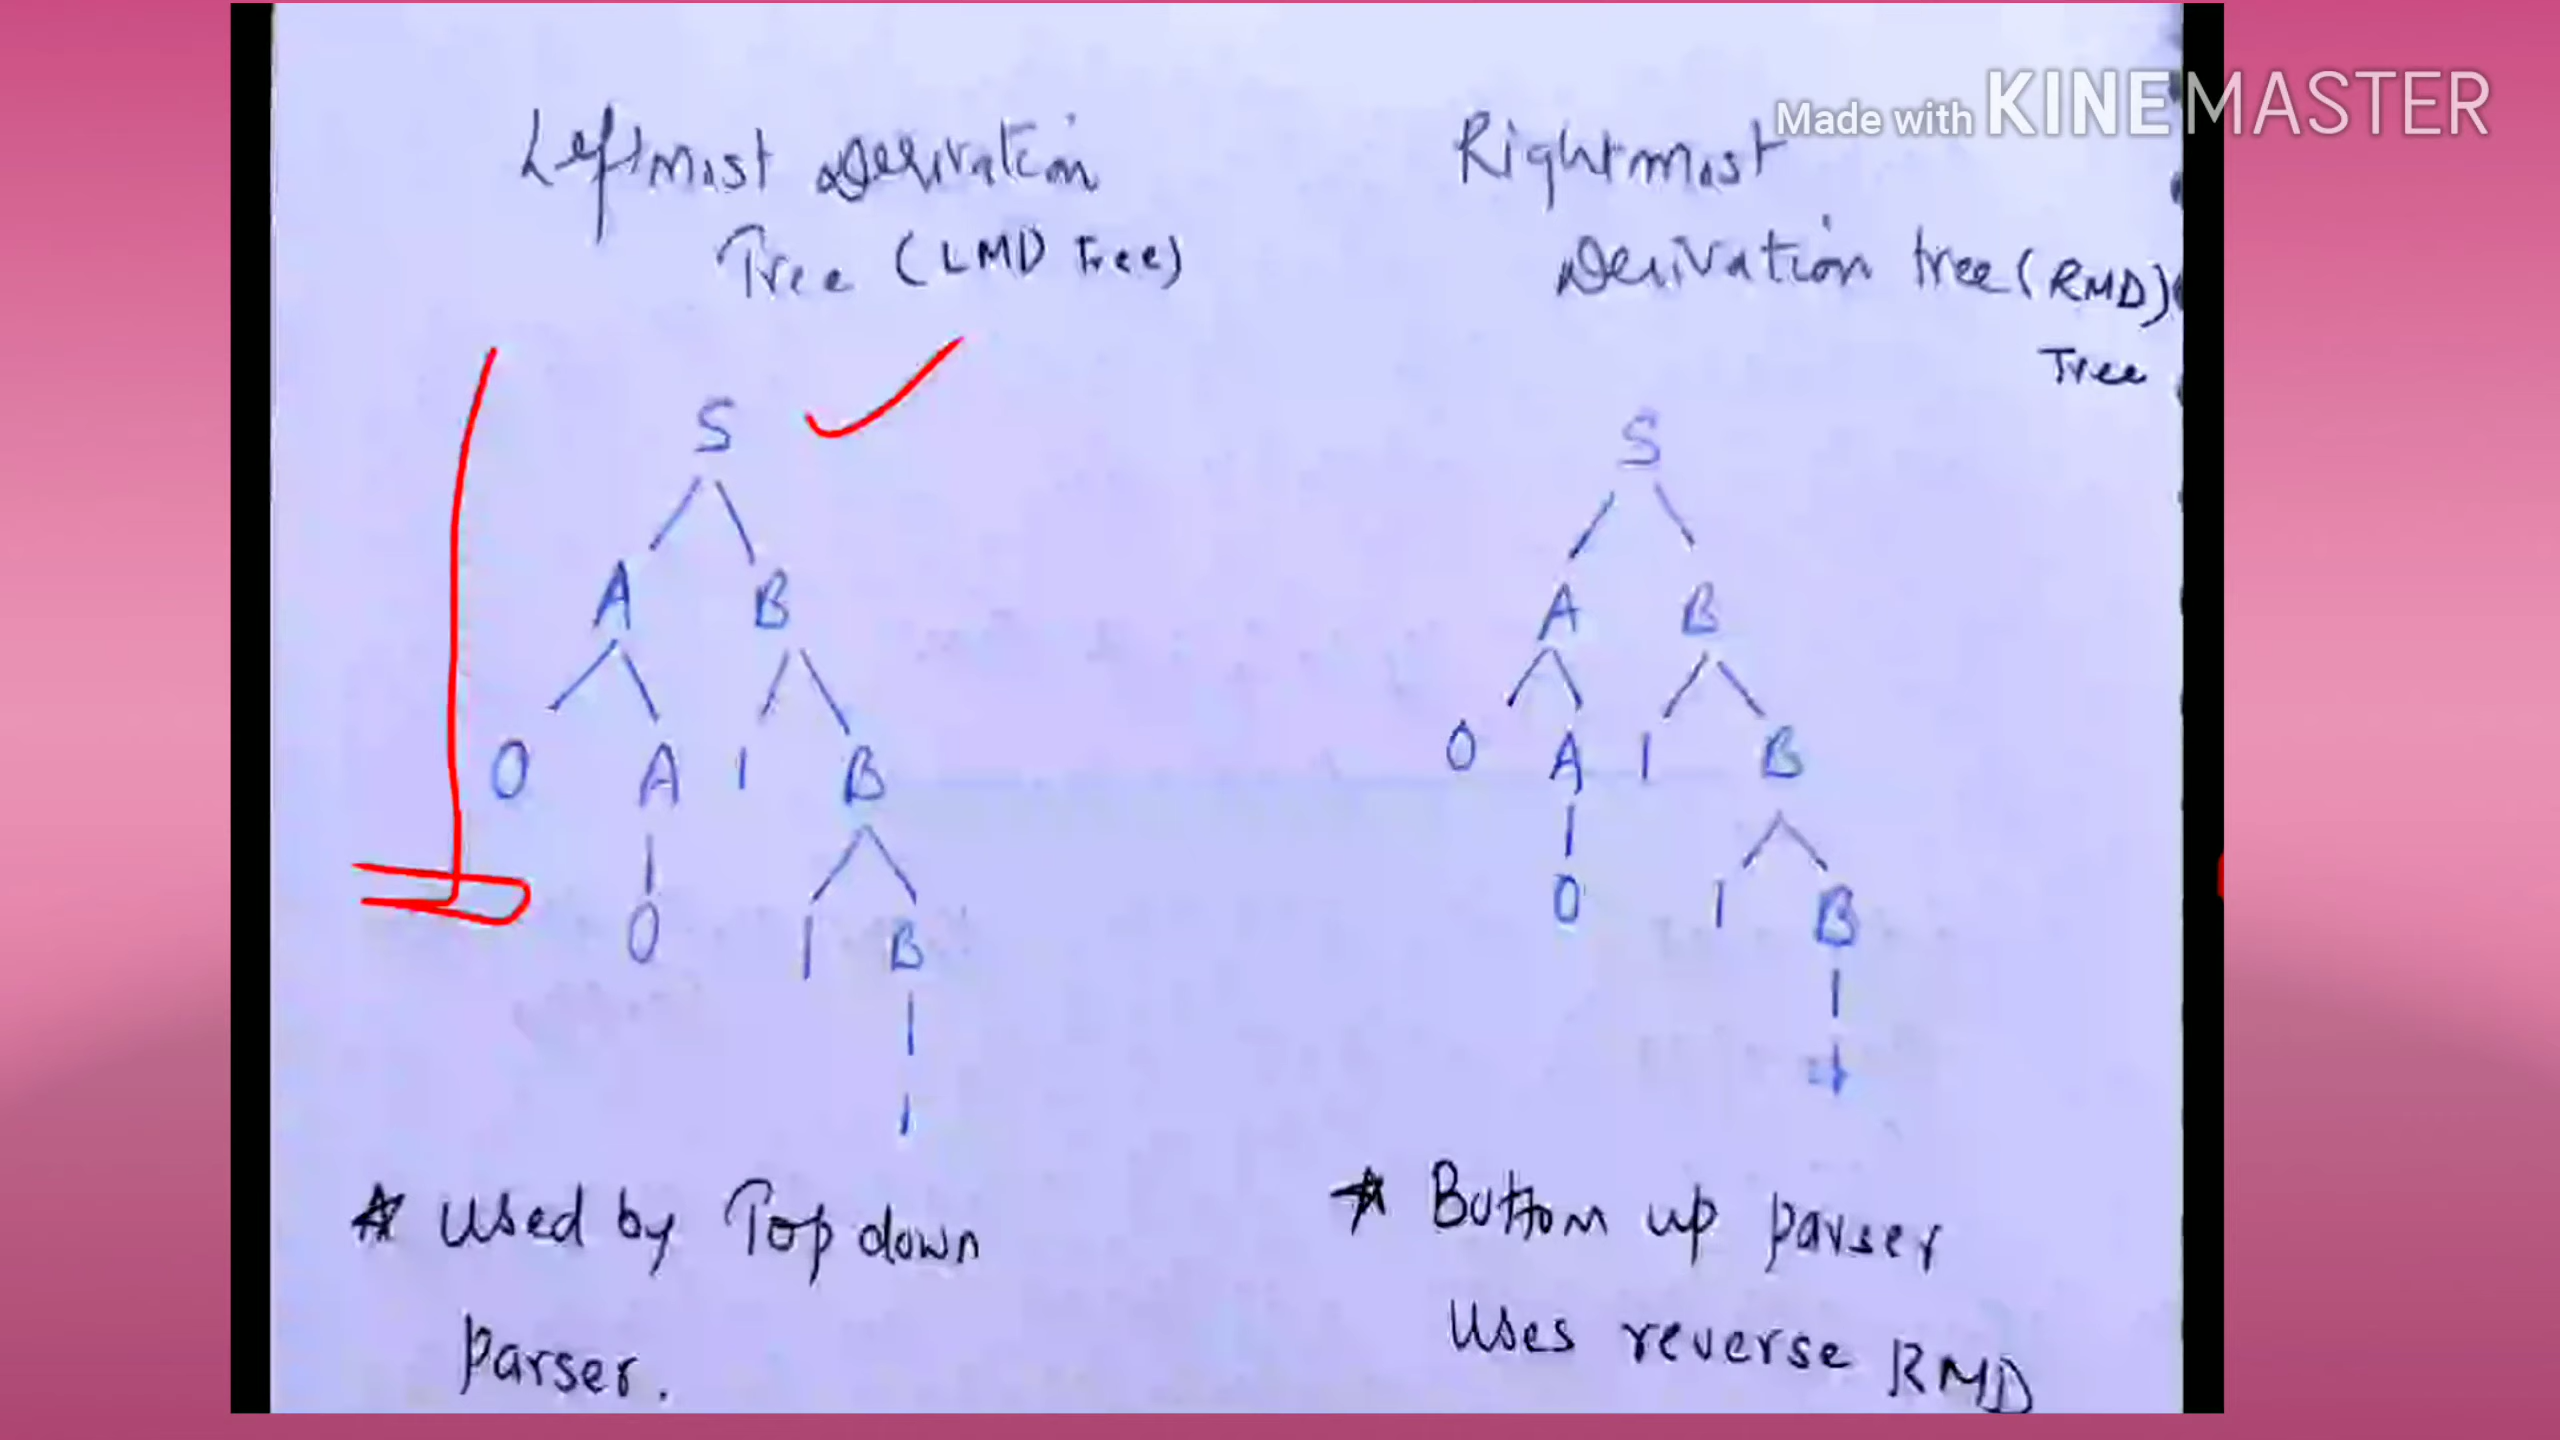 Made with KINEMASTER
Leftmost Derivation
Tree (LMD Tree)
Rightmost
Derivation tree (RMD)
Tree
S
A B
0 A 1 B
0 1 B
1
S
A B
0 A 1 B
0 1 B
1
* Used by Top down
Parser.
* Bottom up parser
Uses reverse RMD